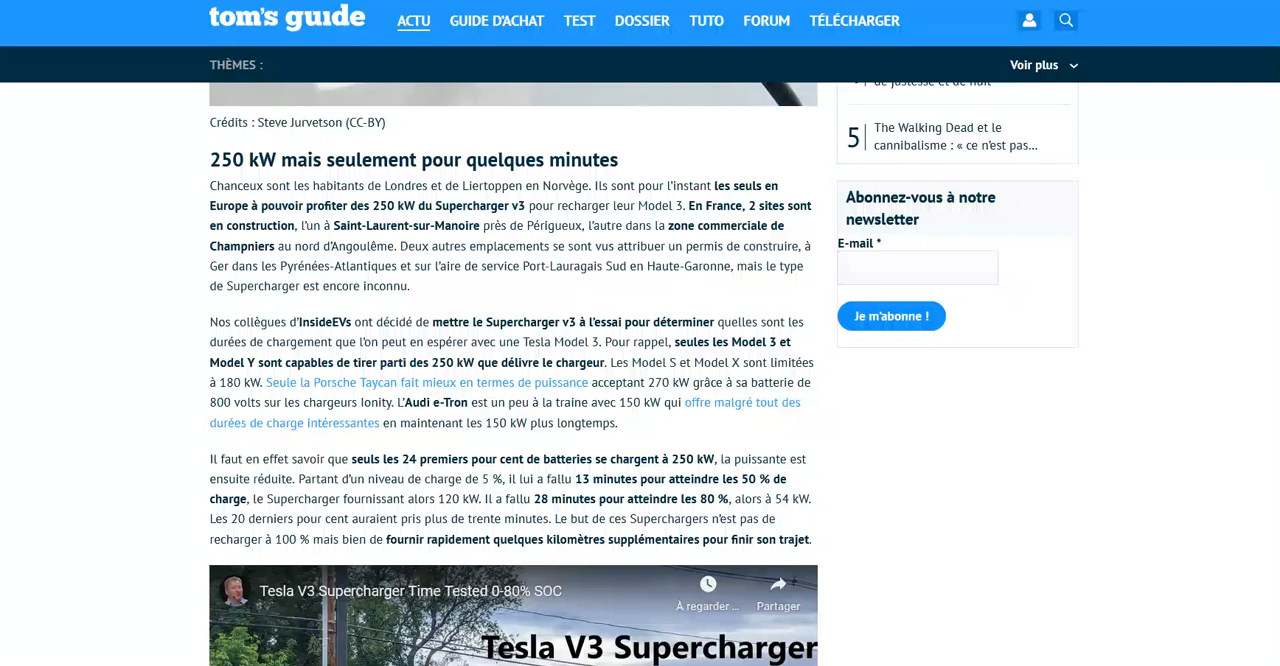 tom's guide
ACTU GUIDE D'ACHAT TEST DOSSIER TUTO FORUM TÉLÉCHARGER
THÈMES :
Voir plus
Crédits : Steve Jurvetson (CC-BY)
250 kW mais seulement pour quelques minutes
Chanceux sont les habitants de Londres et de Liertoppen en Norvège. Ils sont pour l'instant les seuls en
Europe à pouvoir profiter des 250 kW du Supercharger v3 pour recharger leur Model 3. En France, 2 sites sont
en construction, l'un à Saint-Laurent-sur-Manoire près de Périgueux, l'autre dans la zone commerciale de
Champniers au nord d'Angoulême. Deux autres emplacements se sont vus attribuer un permis de construire, à
Ger dans les Pyrénées-Atlantiques et sur l'aire de service Port-Lauragais Sud en Haute-Garonne, mais le type
de Supercharger est encore inconnu.
Nos collègues d'InsideEVs ont décidé de mettre le Supercharger v3 à l'essai pour déterminer quelles sont les
durées de chargement que l'on peut en espérer avec une Tesla Model 3. Pour rappel, seules les Model 3 et
Model Y sont capables de tirer parti des 250 kW que délivre le chargeur. Les Model S et Model X sont limitées
à 180 kW. Seule la Porsche Taycan fait mieux en termes de puissance acceptant 270 kW grâce à sa batterie de
800 volts sur les chargeurs Ionity. L'Audi e-Tron est un peu à la traine avec 150 kW qui offre malgré tout des
durées de charge intéressantes en maintenant les 150 kW plus longtemps.
Il faut en effet savoir que seuls les 24 premiers pour cent de batteries se chargent à 250 kW, la puissante est
ensuite réduite. Partant d'un niveau de charge de 5 %, il lui a fallu 13 minutes pour atteindre les 50 % de
charge, le Supercharger fournissant alors 120 kW. Il a fallu 28 minutes pour atteindre les 80 %, alors à 54 kW.
Les 20 derniers pour cent auraient pris plus de trente minutes. Le but de ces Superchargers n'est pas de
recharger à 100 % mais bien de fournir rapidement quelques kilomètres supplémentaires pour finir son trajet.
Tesla V3 Supercharger Time Tested 0-80% SOC
À regarder ...
Partager
Tesla V3 Supercharger
de justesse et de nuit
5
The Walking Dead et le
cannibalisme : « ce n'est pas...
Abonnez-vous à notre
newsletter
E-mail *
Je m'abonne !